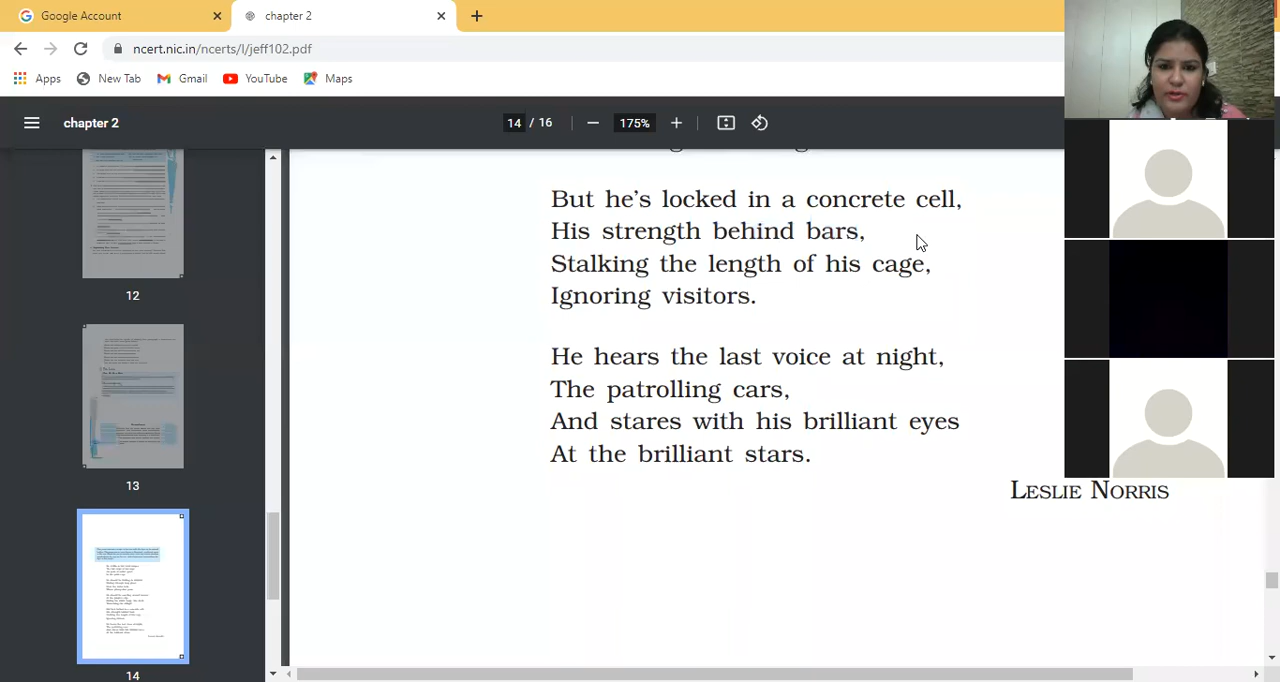 Google Account
chapter 2
ncert.nic.in/ncerts/l/jeff102.pdf
Apps
New Tab
Gmail
YouTube
Maps
chapter 2
14 / 16
175%
But he's locked in a concrete cell,
His strength behind bars,
Stalking the length of his cage,
Ignoring visitors.
He hears the last voice at night,
The patrolling cars,
And stares with his brilliant eyes
At the brilliant stars.
LESLIE NORRIS
12
13
14